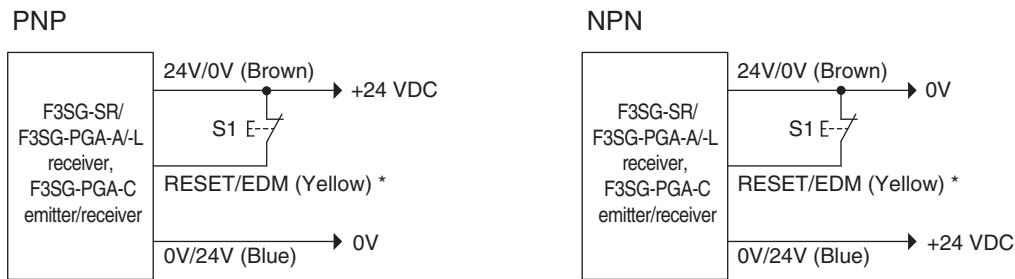 PNP
24V/0V (Brown)
+24 VDC
F3SG-SR/
F3SG-PGA-A/-L
receiver,
F3SG-PGA-C
emitter/receiver
S1
RESET/EDM (Yellow) *
0V
0V/24V (Blue)
NPN
24V/0V (Brown)
0V
F3SG-SR/
F3SG-PGA-A/-L
receiver,
F3SG-PGA-C
emitter/receiver
S1
RESET/EDM (Yellow) *
+24 VDC
0V/24V (Blue)